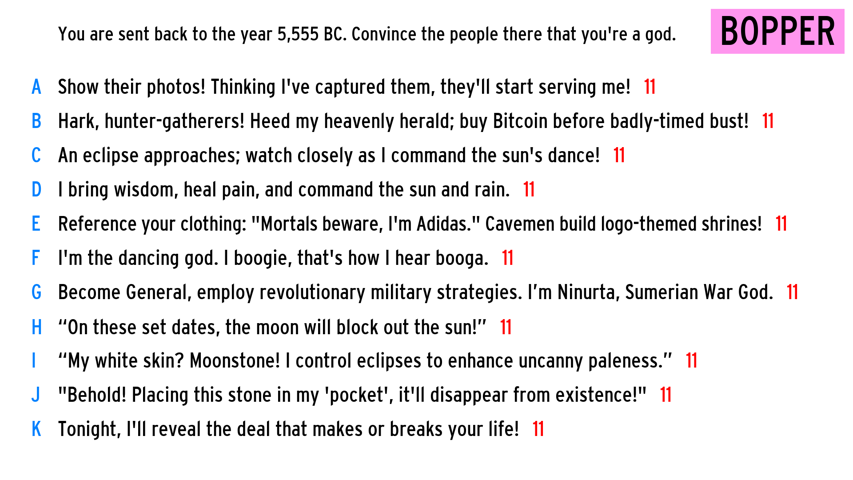 You are sent back to the year 5,555 BC. Convince the people there that you're a god.
BOPPER
A Show their photos! Thinking I've captured them, they'll start serving me! 11
B Hark, hunter-gatherers! Heed my heavenly herald; buy Bitcoin before badly-timed bust! 11
C An eclipse approaches; watch closely as I command the sun's dance! 11
D I bring wisdom, heal pain, and command the sun and rain. 11
E Reference your clothing: "Mortals beware, I'm Adidas." Cavemen build logo-themed shrines! 11
F I'm the dancing god. I boogie, that's how I hear booga. 11
G Become General, employ revolutionary military strategies. I’m Ninurta, Sumerian War God. 11
H “On these set dates, the moon will block out the sun!” 11
I “My white skin? Moonstone! I control eclipses to enhance uncanny paleness.” 11
J "Behold! Placing this stone in my 'pocket', it'll disappear from existence!" 11
K Tonight, I'll reveal the deal that makes or breaks your life! 11